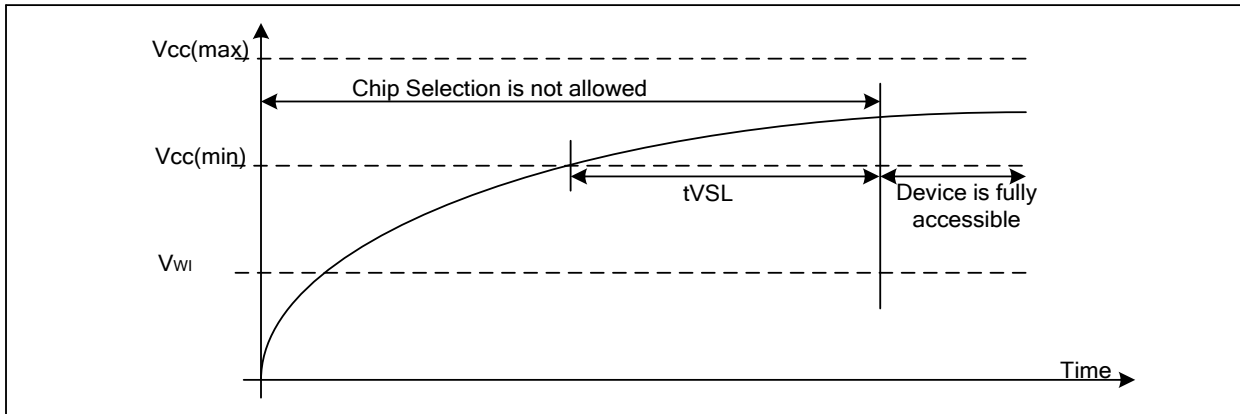 Vcc(max)
Chip Selection is not allowed
Vcc(min)
tVSL
Device is fully
accessible
VWI
Time